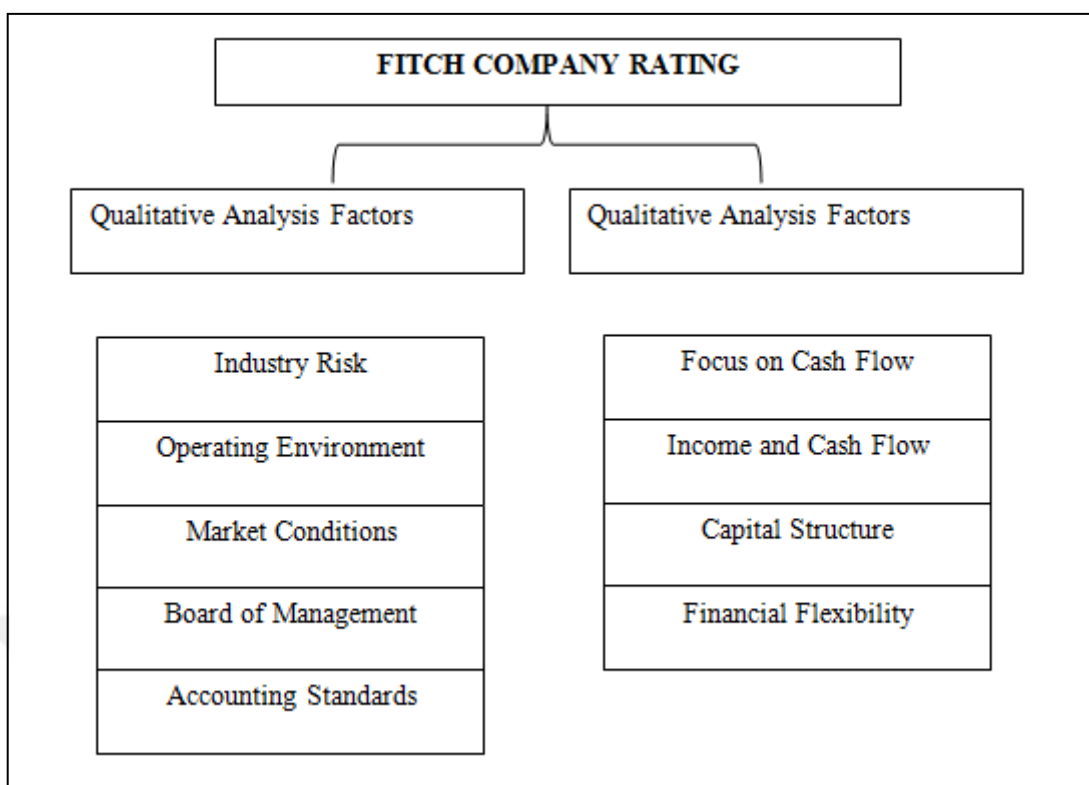 FITCH COMPANY RATING
Qualitative Analysis Factors
Qualitative Analysis Factors
Industry Risk
Operating Environment
Market Conditions
Board of Management
Accounting Standards
Focus on Cash Flow
Income and Cash Flow
Capital Structure
Financial Flexibility